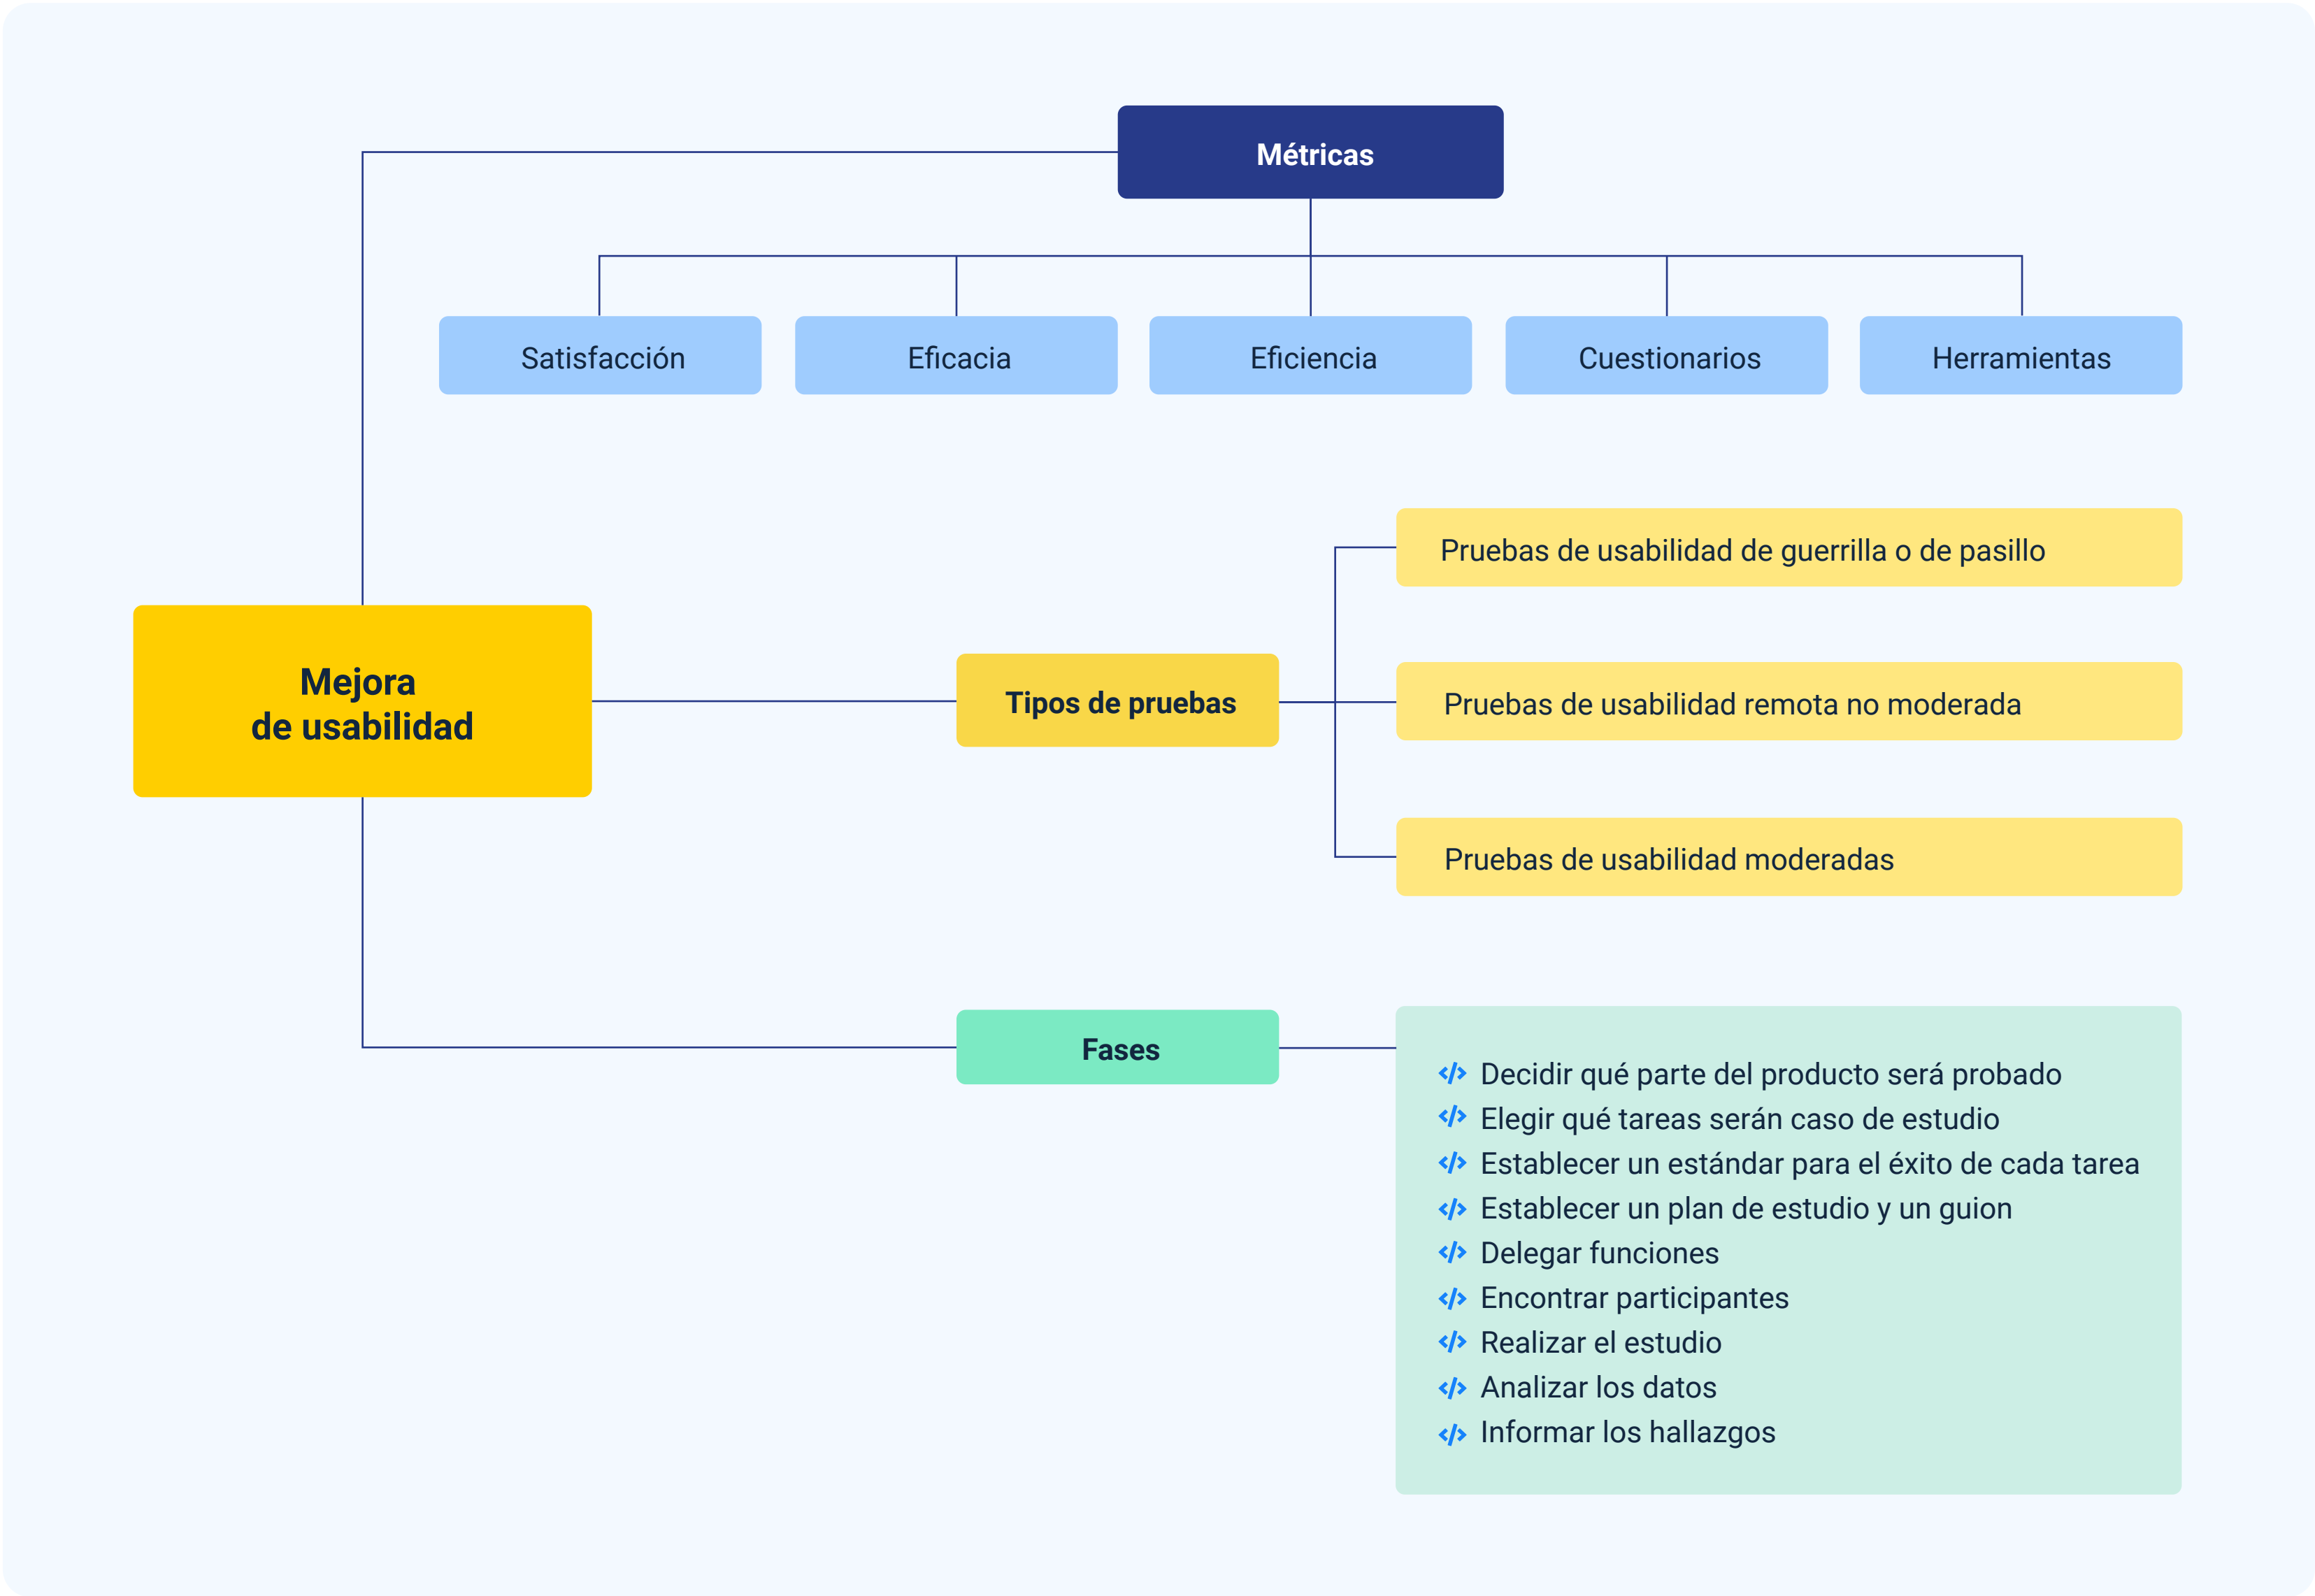 Métricas
Satisfacción
Eficacia
Eficiencia
Cuestionarios
Herramientas
Mejora
de usabilidad
Tipos de pruebas
Pruebas de usabilidad de guerrilla o de pasillo
Pruebas de usabilidad remota no moderada
Pruebas de usabilidad moderadas
Fases
Decidir qué parte del producto será probado
Elegir qué tareas serán caso de estudio
Establecer un estándar para el éxito de cada tarea
Establecer un plan de estudio y un guion
Delegar funciones
Encontrar participantes
Realizar el estudio
Analizar los datos
Informar los hallazgos